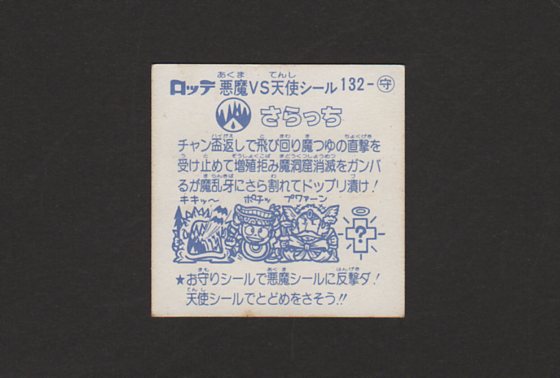 ロッテ 悪魔VS天使シール 132-守
さらっち
チャン盃返しで飛び回り魔つゆの直撃を
受け止めて増殖拒み魔洞窟消滅をガンバ
るが魔乱牙にさら割れてドップリ漬け!
キキッ〜 ポチッ プワァーン
?
★お守りシールで悪魔シールに反撃ダ!
天使シールでとどめをさそう!!